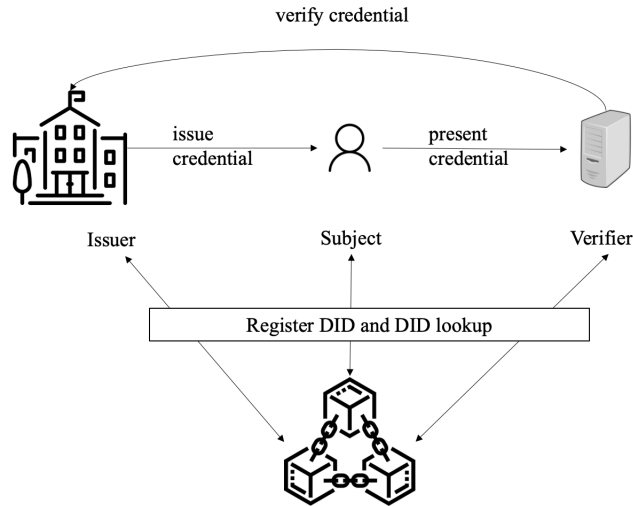 verify credential
issue
credential
present
credential
Issuer
Subject
Verifier
Register DID and DID lookup